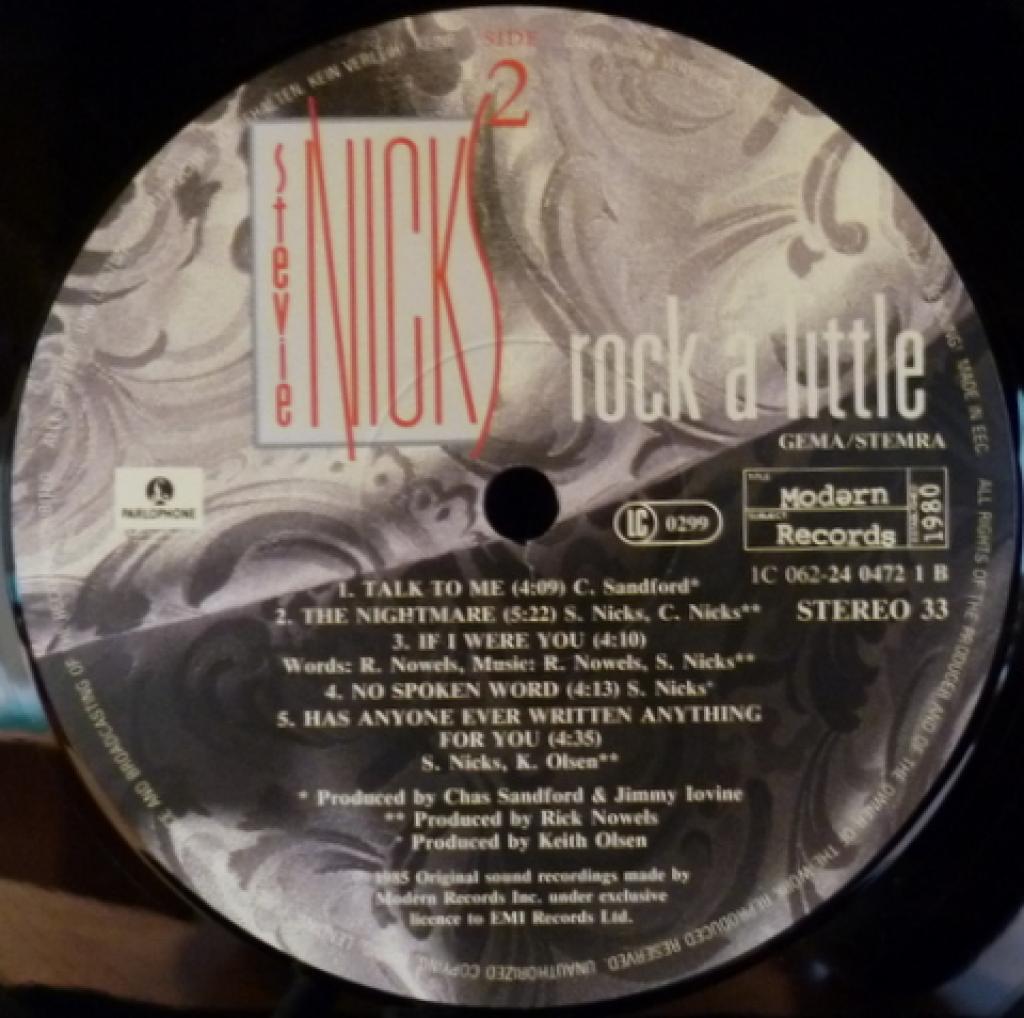 SIDE
2
stevie
NICKS
rock a little
GEMA/STEMRA
PARLOPHONE
LC 0299
TITLE
Modern
Records
1980
1C 062-24 0472 1 B
STEREO 33
1. TALK TO ME (4:09) C. Sandford*
2. THE NIGHTMARE (5:22) S. Nicks, C. Nicks**
3. IF I WERE YOU (4:10)
Words: R. Nowels, Music: R. Nowels, S. Nicks**
4. NO SPOKEN WORD (4:13) S. Nicks+
5. HAS ANYONE EVER WRITTEN ANYTHING
FOR YOU (4:35)
S. Nicks, K. Olsen**
* Produced by Chas Sandford & Jimmy Iovine
** Produced by Rick Nowels
+ Produced by Keith Olsen
1985 Original sound recordings made by
Modern Records Inc. under exclusive
licence to EMI Records Ltd.
MADE IN EEC ALL RIGHTS OF THE PRODUCER AND OF THE OWNER OF THE WORK REPRODUCED RESERVED. UNAUTHORIZED COPYING
AND BROADCASTING OF
KEIN VERLEIH